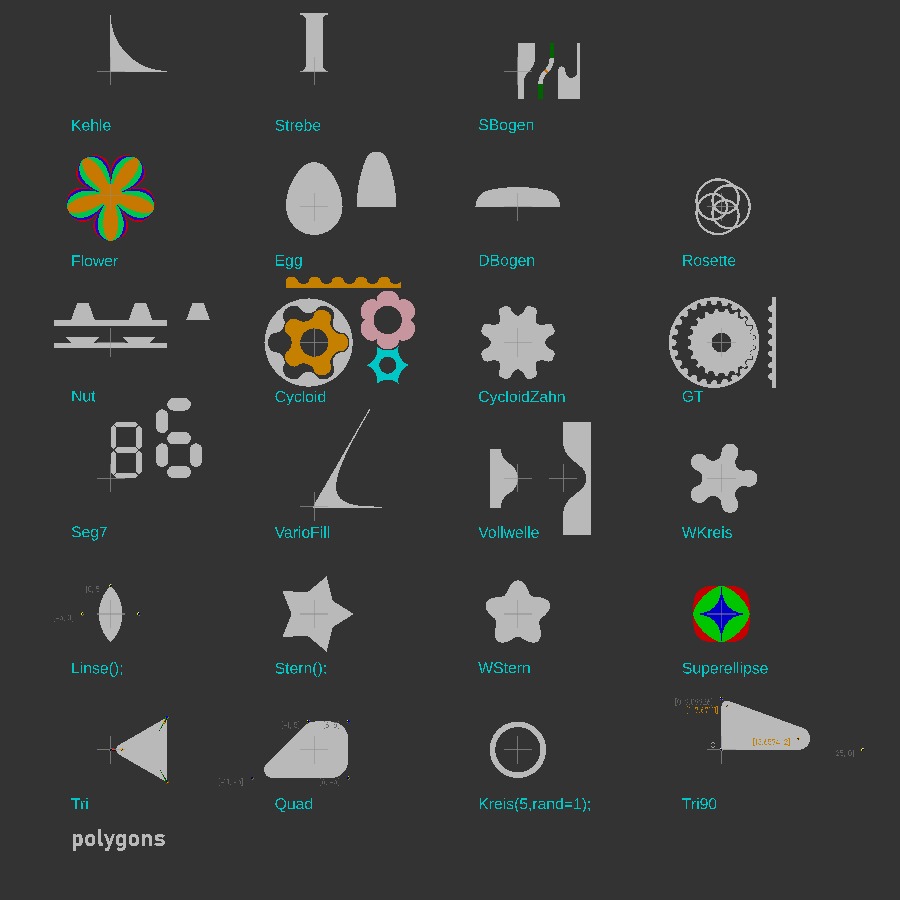 Kehle Strebe SBogen
Flower Egg DBogen Rosette
Nut Cycloid CycloidZahn GT
Seg7 VarioFill Vollwelle WKreis
Linse(); Stern(): WStern Superellipse
Tri Quad Kreis(5,rand=1); Tri90
polygons